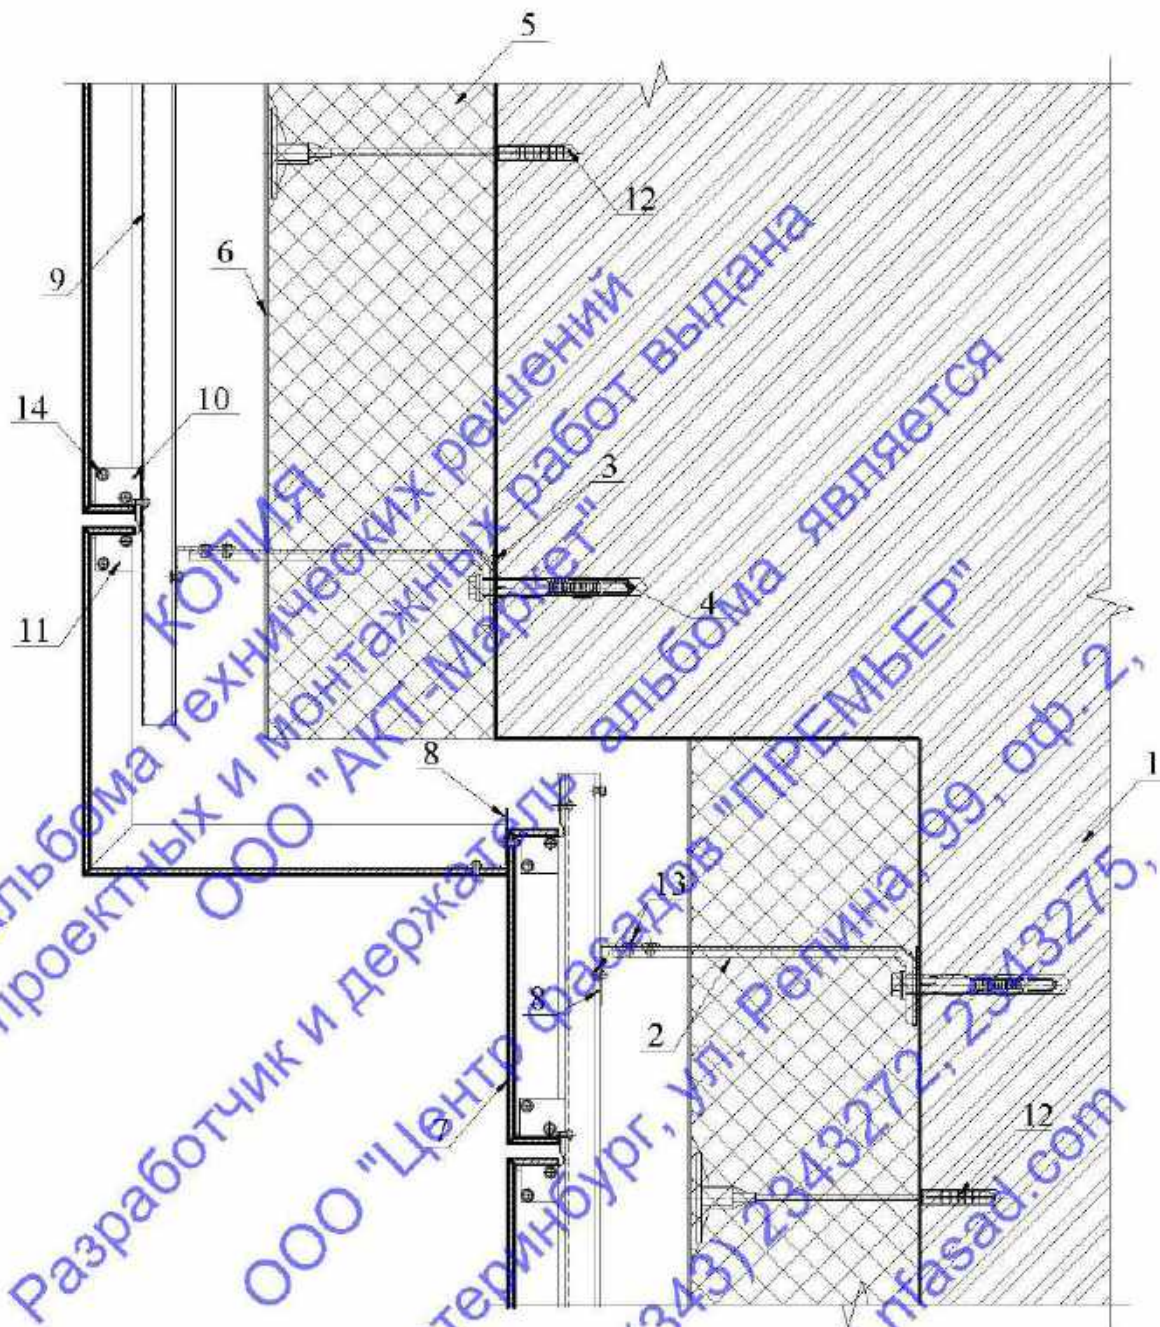 5
12
6
9
14
10
3
4
11
8
1
13
8
2
7
12
КОПИЯ
альбома технических решений
проектных и монтажных работ выдана
ООО "АКТ-Маркет"
Разработчик и держатель альбома является
ООО "Центр фасадов "ПРЕМЬЕР"
ул. Репина, 99, оф. 2,
2343272, 2343275,